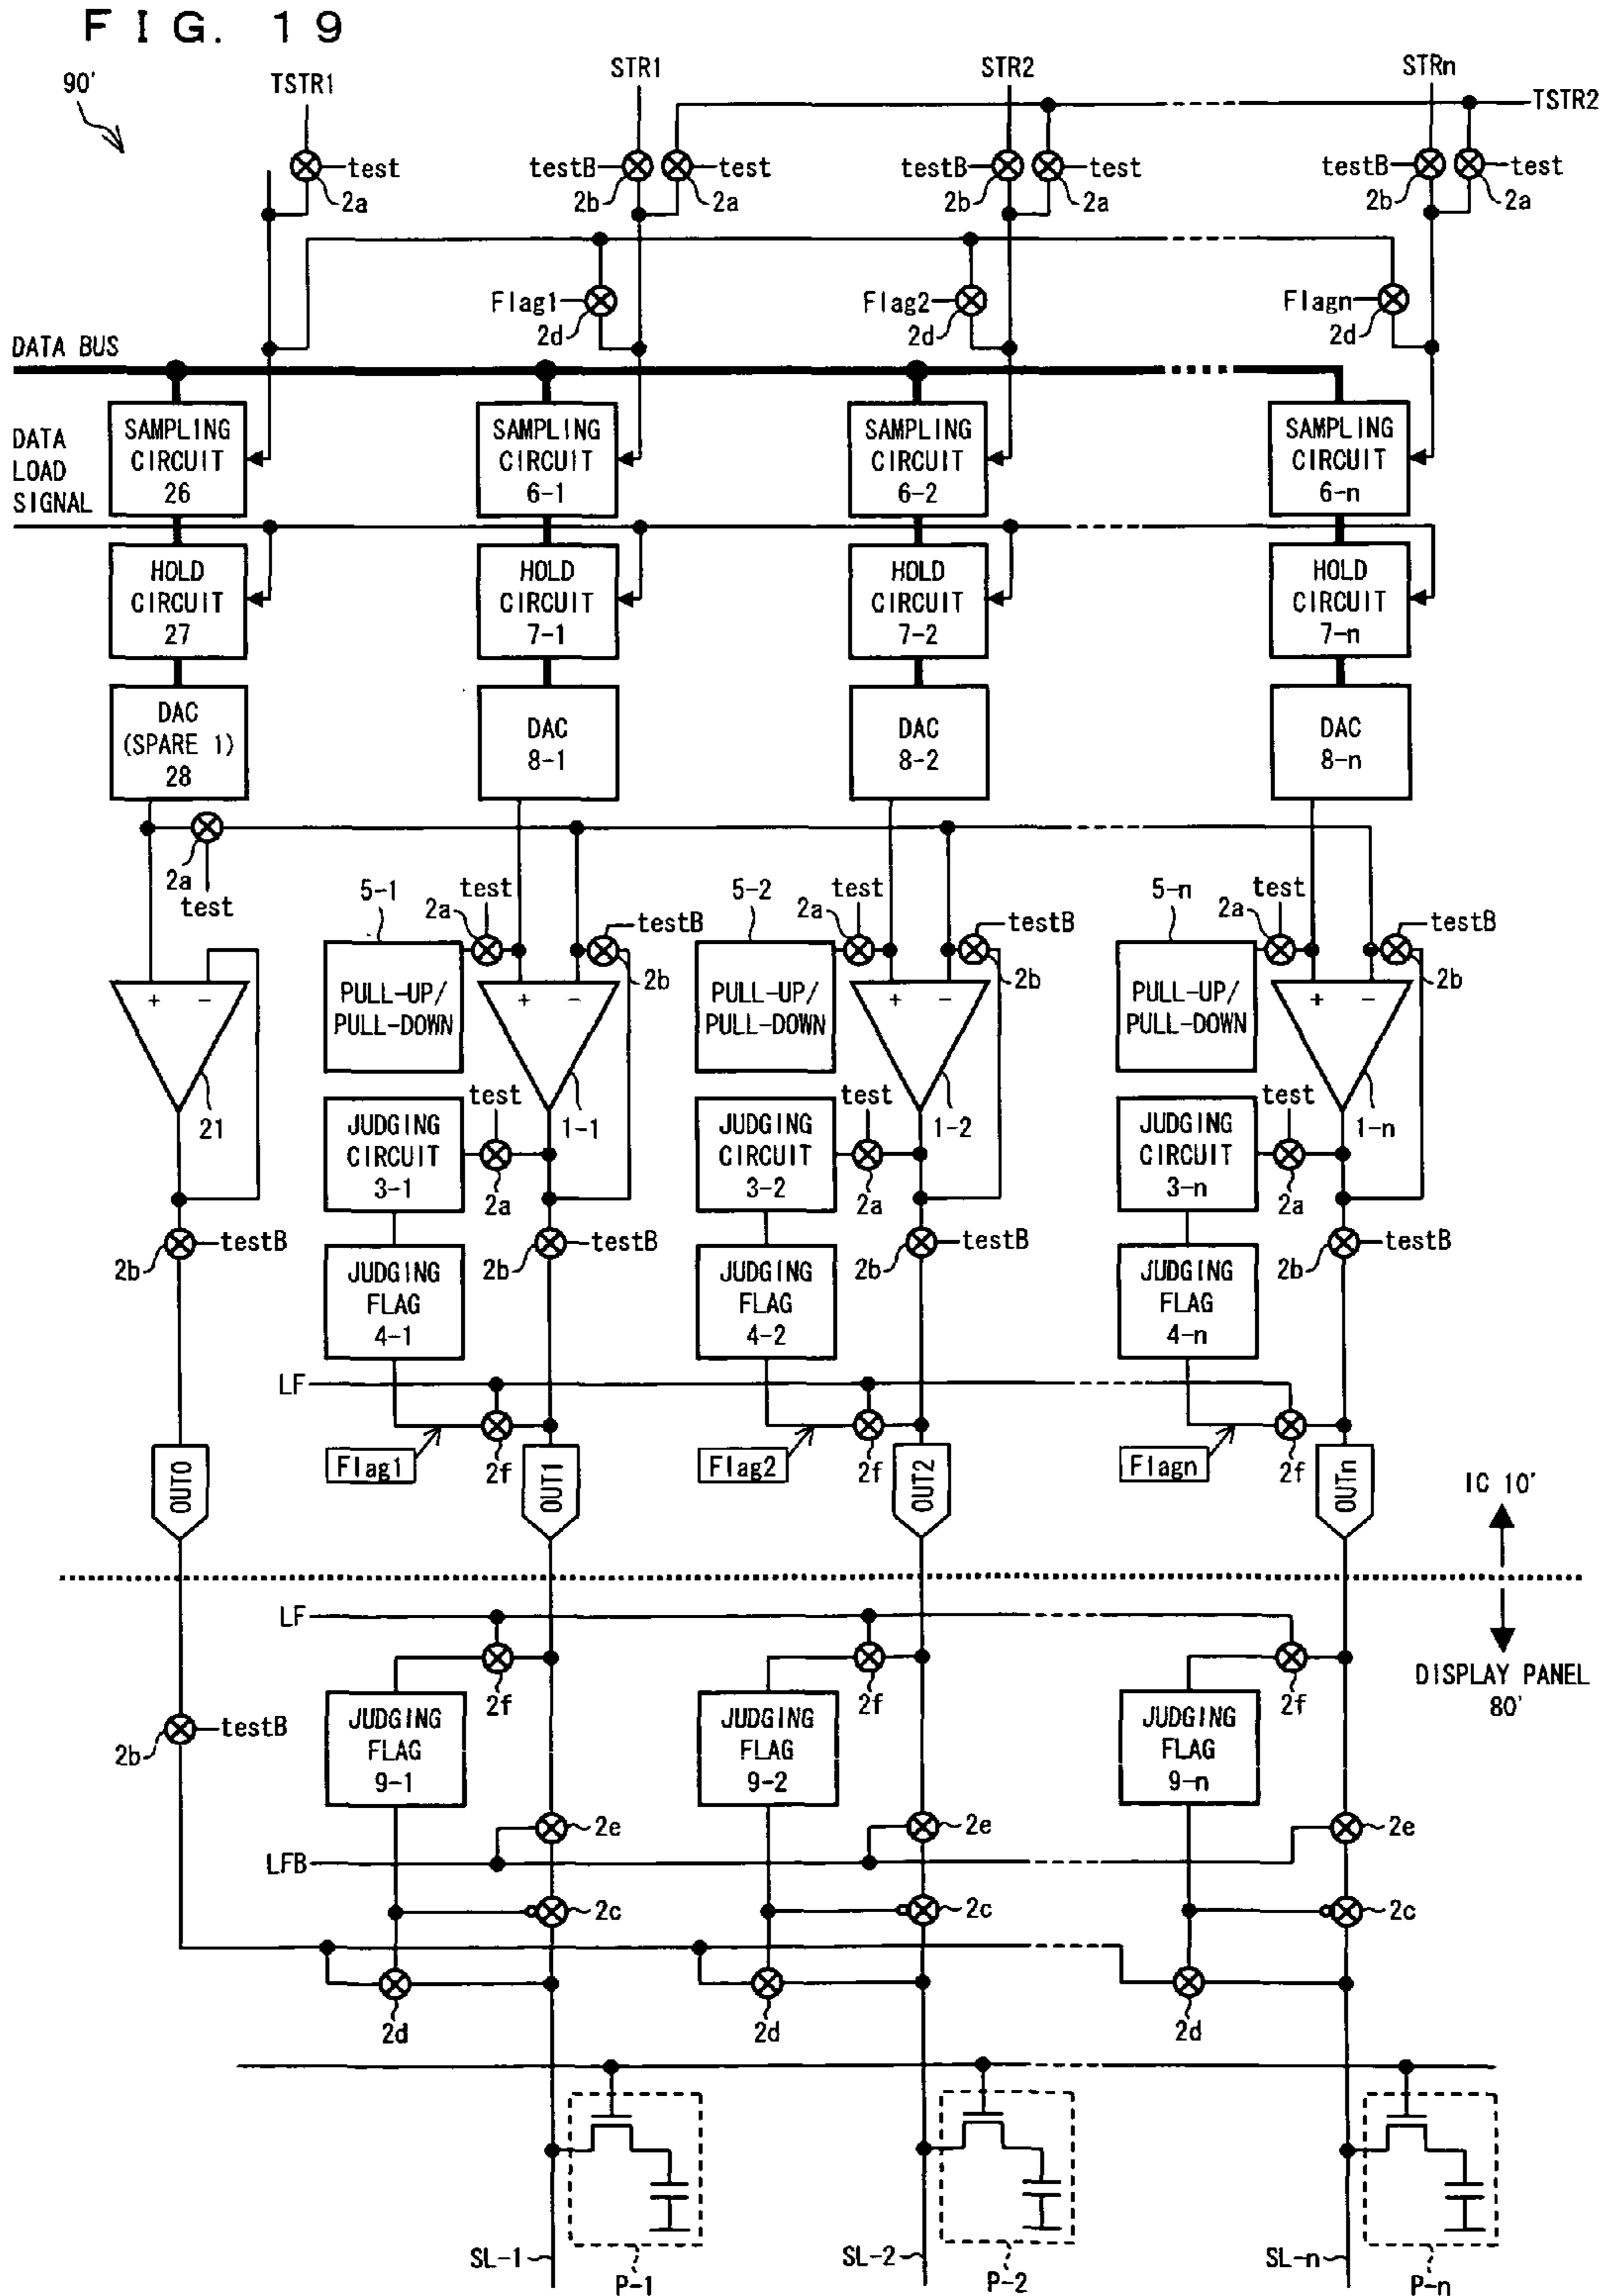 FIG. 19
90'
TSTR1
STR1
STR2
STRn
TSTR2
test
testB
test
testB
test
testB
test
2a
2b
2a
2b
2a
2b
2a
Flag1
Flag2
Flagn
2d
2d
2d
DATA BUS
DATA
LOAD
SIGNAL
SAMPLING
CIRCUIT
26
SAMPLING
CIRCUIT
6-1
SAMPLING
CIRCUIT
6-2
SAMPLING
CIRCUIT
6-n
HOLD
CIRCUIT
27
HOLD
CIRCUIT
7-1
HOLD
CIRCUIT
7-2
HOLD
CIRCUIT
7-n
DAC
(SPARE 1)
28
DAC
8-1
DAC
8-2
DAC
8-n
2a
test
5-1
test
2a
testB
2b
5-2
test
2a
testB
2b
5-n
test
2a
testB
2b
+ −
PULL-UP/
PULL-DOWN
+ −
PULL-UP/
PULL-DOWN
+ −
PULL-UP/
PULL-DOWN
+ −
21
1-1
1-2
1-n
JUDGING
CIRCUIT
3-1
test
2a
JUDGING
CIRCUIT
3-2
test
2a
JUDGING
CIRCUIT
3-n
test
2a
testB
2b
testB
2b
testB
2b
testB
2b
JUDGING
FLAG
4-1
JUDGING
FLAG
4-2
JUDGING
FLAG
4-n
LF
Flag1
2f
Flag2
2f
Flagn
2f
OUT0
OUT1
OUT2
OUTn
IC 10'
DISPLAY PANEL
80'
LF
2f
2f
2f
testB
2b
JUDGING
FLAG
9-1
JUDGING
FLAG
9-2
JUDGING
FLAG
9-n
2e
2e
2e
LFB
2c
2c
2c
2d
2d
2d
SL-1
P-1
SL-2
P-2
SL-n
P-n